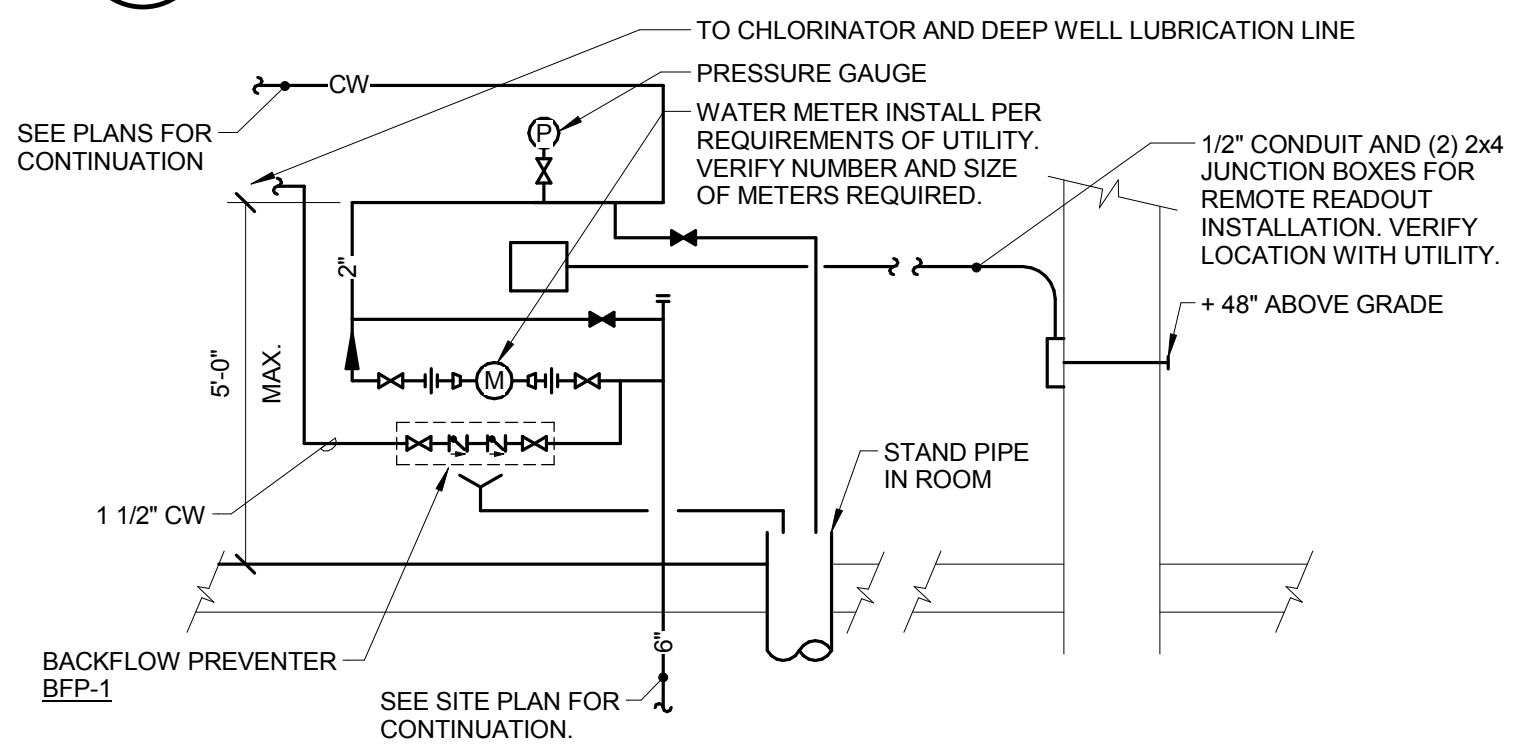 TO CHLORINATOR AND DEEP WELL LUBRICATION LINE
CW
PRESSURE GAUGE
SEE PLANS FOR
CONTINUATION
P
WATER METER INSTALL PER
REQUIREMENTS OF UTILITY.
VERIFY NUMBER AND SIZE
OF METERS REQUIRED.
1/2" CONDUIT AND (2) 2x4
JUNCTION BOXES FOR
REMOTE READOUT
INSTALLATION. VERIFY
LOCATION WITH UTILITY.
2"
+ 48" ABOVE GRADE
5'-0"
MAX.
M
STAND PIPE
IN ROOM
1 1/2" CW
6"
BACKFLOW PREVENTER
BFP-1
SEE SITE PLAN FOR
CONTINUATION.